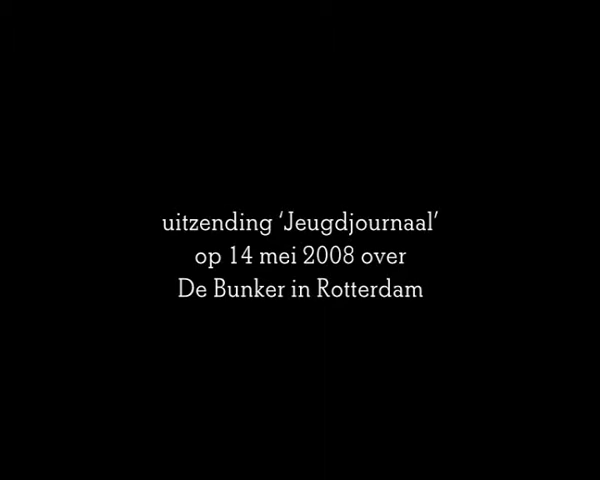 uitzending ‘Jeugdjournaal’
op 14 mei 2008 over
De Bunker in Rotterdam